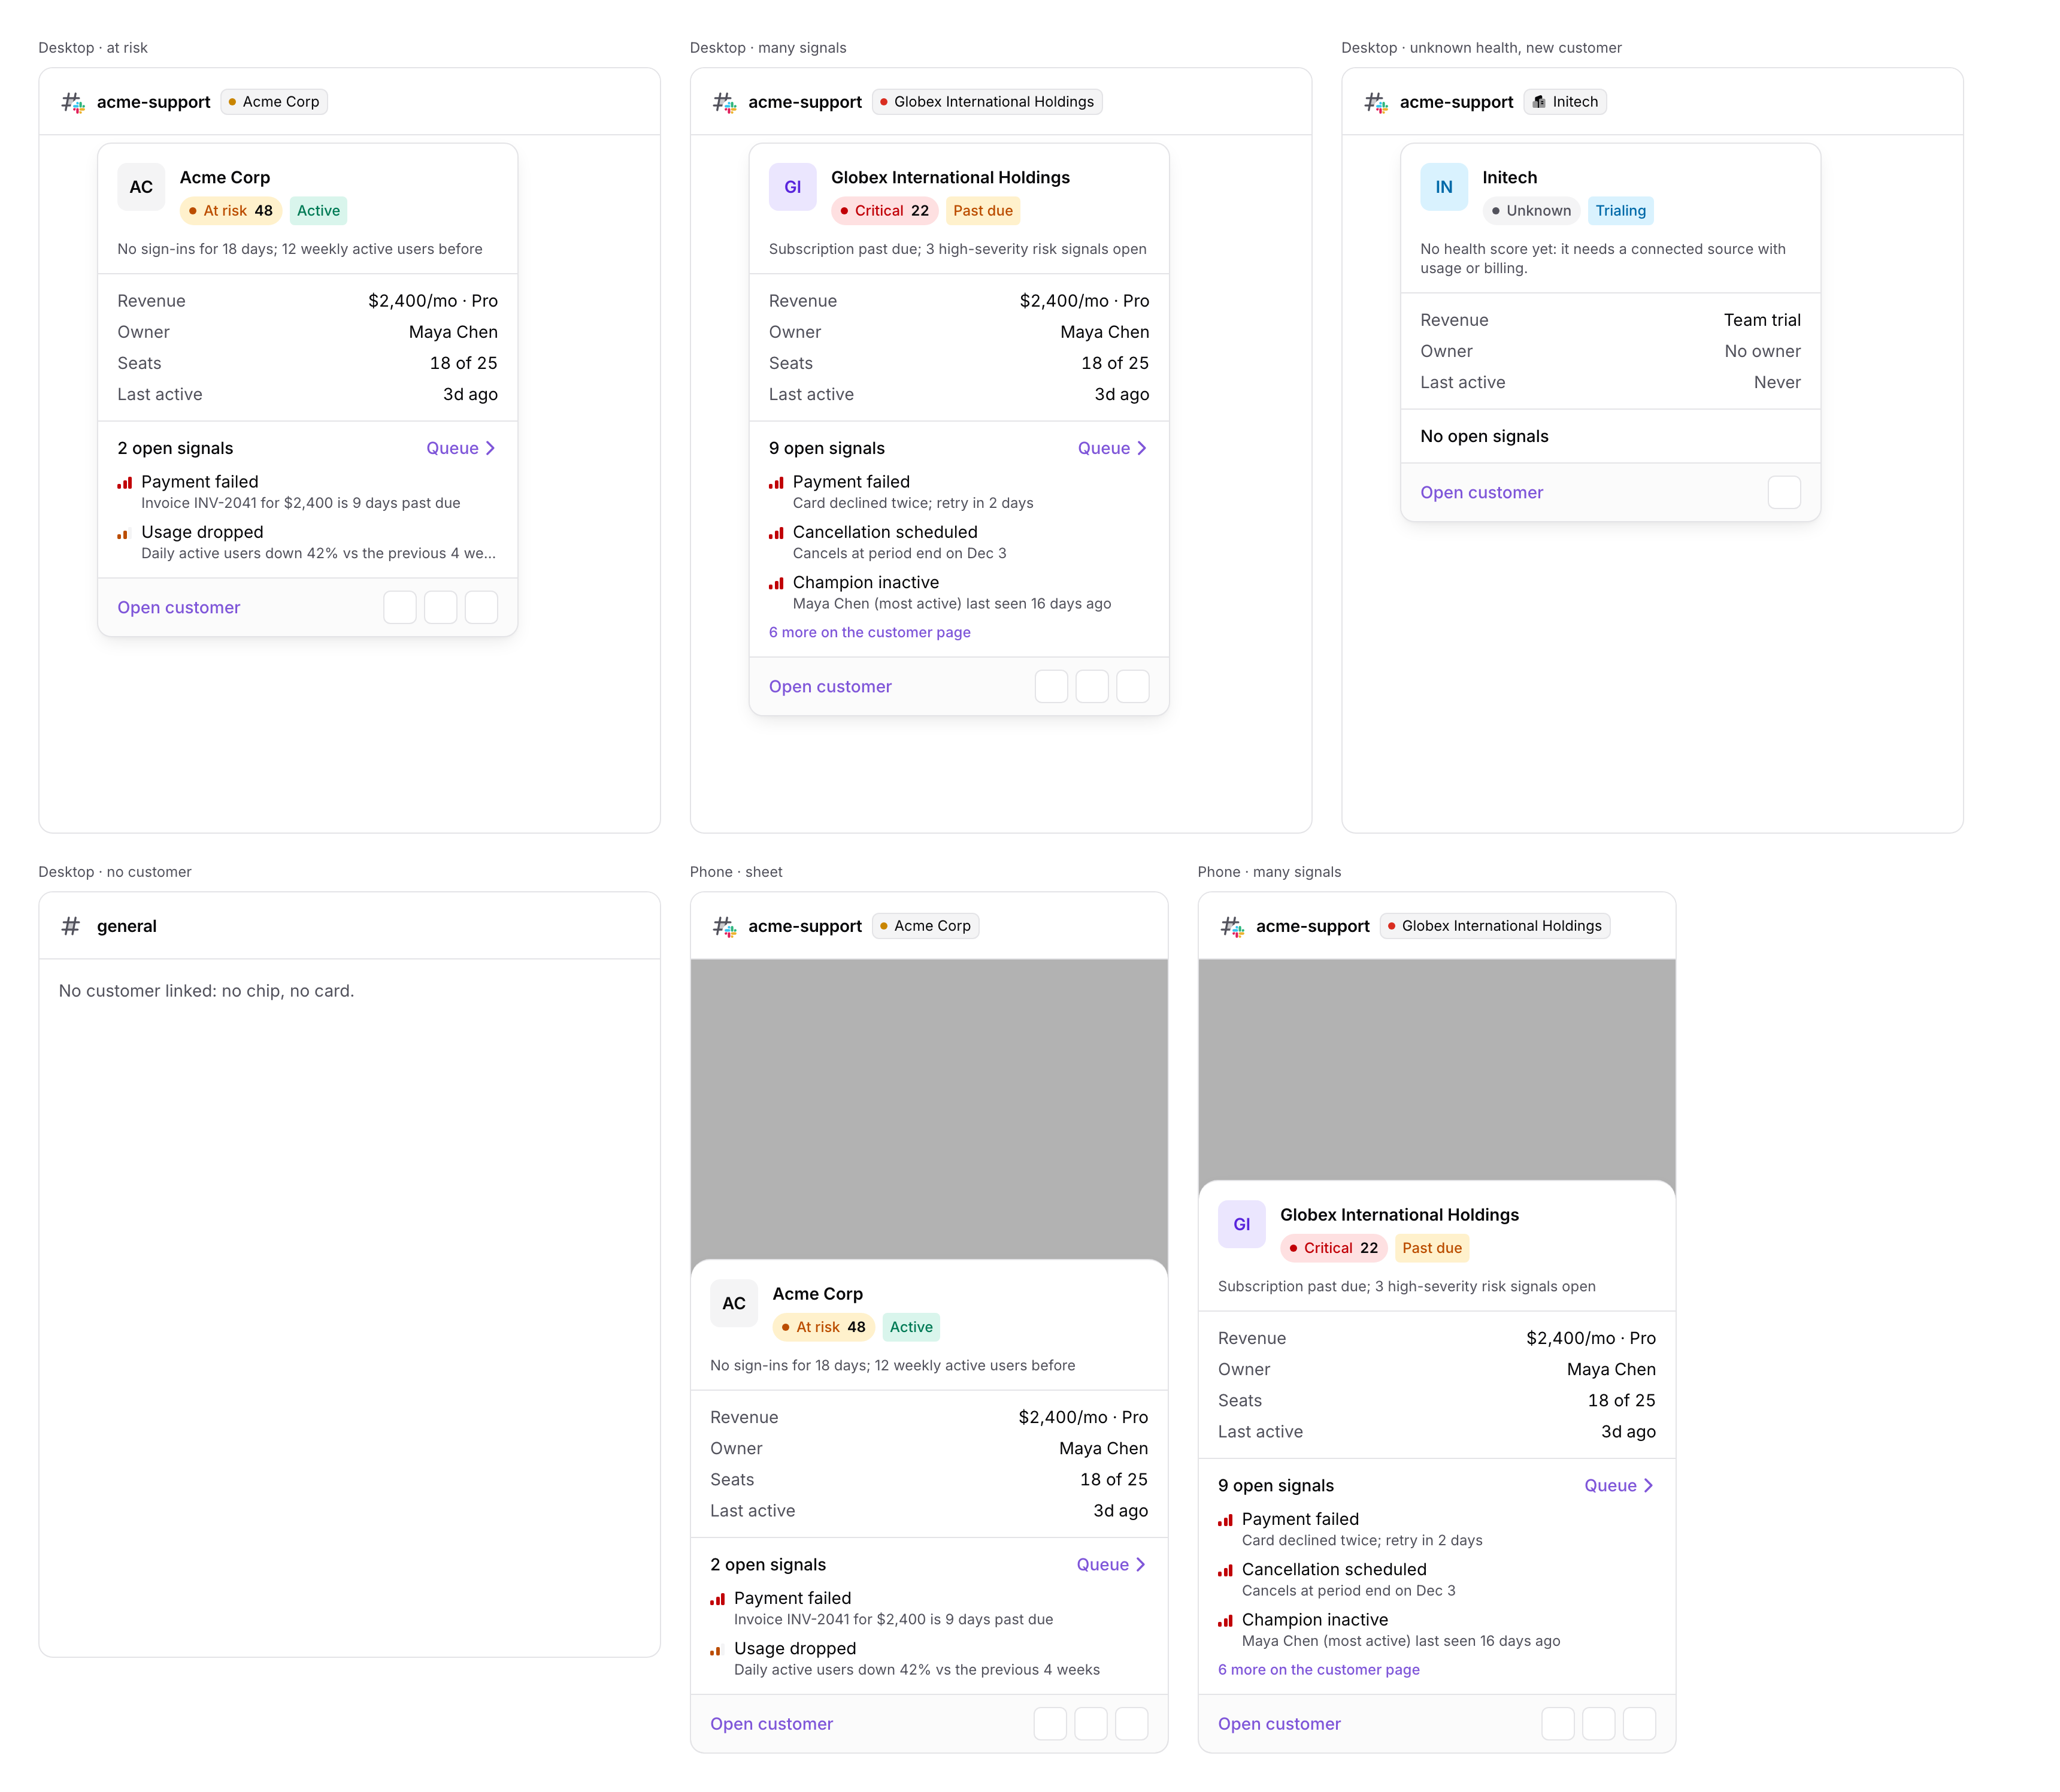 Desktop · at risk
acme-support
Acme Corp
AC
Acme Corp
At risk 48
Active
No sign-ins for 18 days; 12 weekly active users before
Revenue
$2,400/mo · Pro
Owner
Maya Chen
Seats
18 of 25
Last active
3d ago
2 open signals
Queue
Payment failed
Invoice INV-2041 for $2,400 is 9 days past due
Usage dropped
Daily active users down 42% vs the previous 4 we...
Open customer
Desktop · many signals
acme-support
Globex International Holdings
GI
Globex International Holdings
Critical 22
Past due
Subscription past due; 3 high-severity risk signals open
Revenue
$2,400/mo · Pro
Owner
Maya Chen
Seats
18 of 25
Last active
3d ago
9 open signals
Queue
Payment failed
Card declined twice; retry in 2 days
Cancellation scheduled
Cancels at period end on Dec 3
Champion inactive
Maya Chen (most active) last seen 16 days ago
6 more on the customer page
Open customer
Desktop · unknown health, new customer
acme-support
Initech
IN
Initech
Unknown
Trialing
No health score yet: it needs a connected source with
usage or billing.
Revenue
Team trial
Owner
No owner
Last active
Never
No open signals
Open customer
Desktop · no customer
general
No customer linked: no chip, no card.
Phone · sheet
acme-support
Acme Corp
AC
Acme Corp
At risk 48
Active
No sign-ins for 18 days; 12 weekly active users before
Revenue
$2,400/mo · Pro
Owner
Maya Chen
Seats
18 of 25
Last active
3d ago
2 open signals
Queue
Payment failed
Invoice INV-2041 for $2,400 is 9 days past due
Usage dropped
Daily active users down 42% vs the previous 4 weeks
Open customer
Phone · many signals
acme-support
Globex International Holdings
GI
Globex International Holdings
Critical 22
Past due
Subscription past due; 3 high-severity risk signals open
Revenue
$2,400/mo · Pro
Owner
Maya Chen
Seats
18 of 25
Last active
3d ago
9 open signals
Queue
Payment failed
Card declined twice; retry in 2 days
Cancellation scheduled
Cancels at period end on Dec 3
Champion inactive
Maya Chen (most active) last seen 16 days ago
6 more on the customer page
Open customer